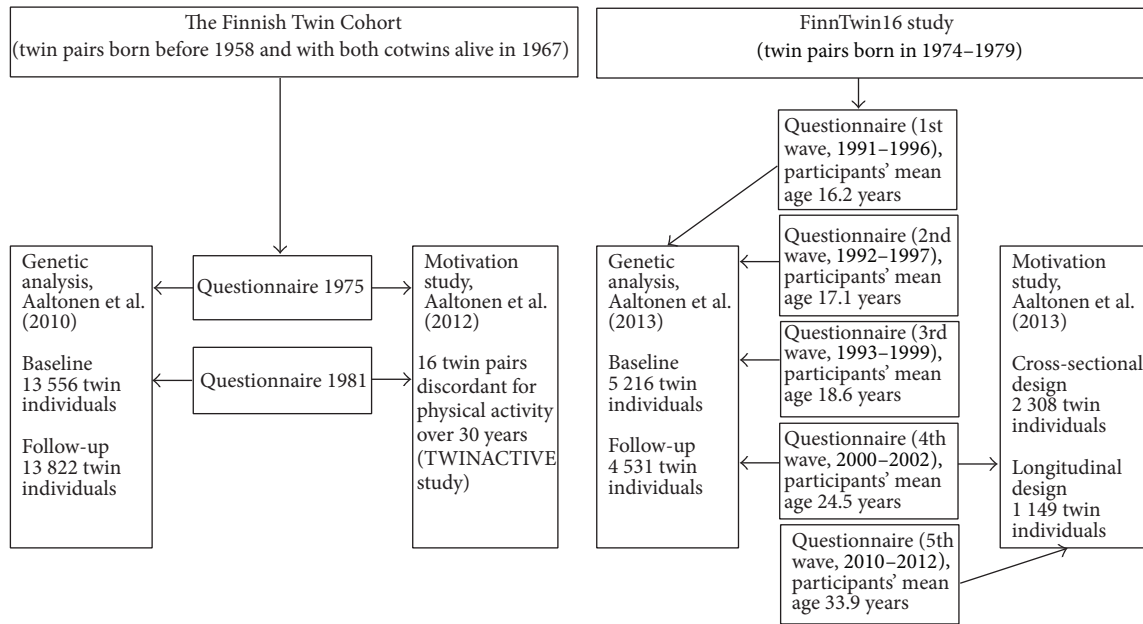 The Finnish Twin Cohort
(twin pairs born before 1958 and with both cotwins alive in 1967)
Genetic
analysis,
Aaltonen et al.
(2010)
Baseline
13 556 twin
individuals
Follow-up
13 822 twin
individuals
Questionnaire 1975
Questionnaire 1981
Motivation
study,
Aaltonen et al.
(2012)
16 twin pairs
discordant for
physical activity
over 30 years
(TWINACTIVE
study)
FinnTwin16 study
(twin pairs born in 1974–1979)
Questionnaire (1st
wave, 1991–1996),
participants’ mean
age 16.2 years
Genetic
analysis,
Aaltonen et al.
(2013)
Baseline
5 216 twin
individuals
Follow-up
4 531 twin
individuals
Questionnaire (2nd
wave, 1992–1997),
participants’ mean
age 17.1 years
Questionnaire (3rd
wave, 1993–1999),
participants’ mean
age 18.6 years
Questionnaire (4th
wave, 2000–2002),
participants’ mean
age 24.5 years
Questionnaire (5th
wave, 2010–2012),
participants’ mean
age 33.9 years
Motivation
study,
Aaltonen et al.
(2013)
Cross-sectional
design
2 308 twin
individuals
Longitudinal
design
1 149 twin
individuals